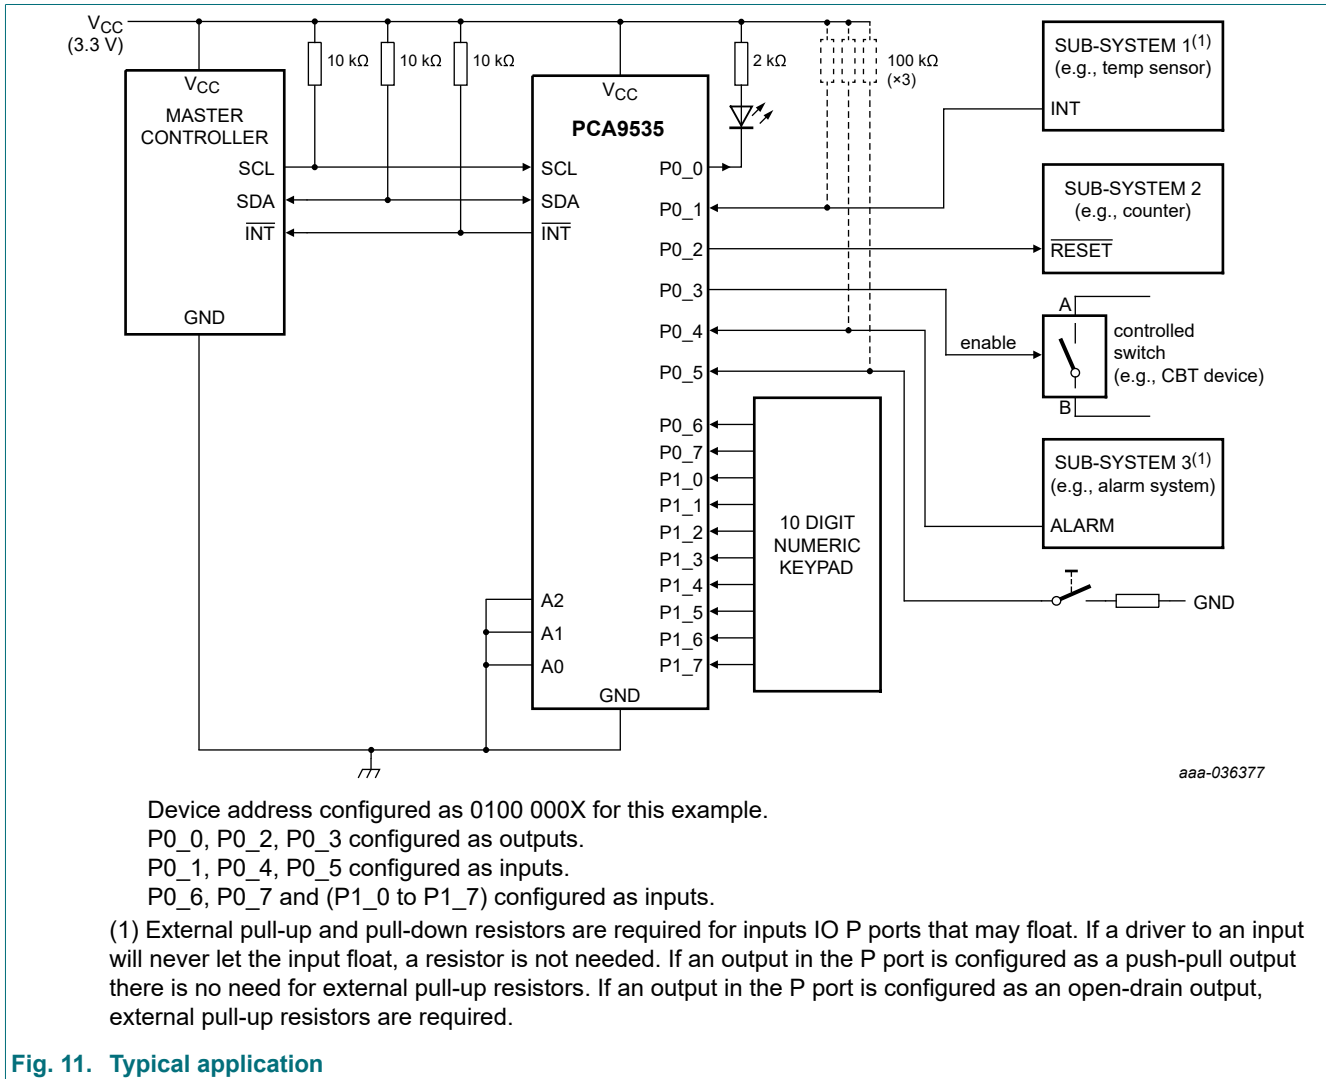 VCC
(3.3 V)
10 kΩ
10 kΩ
10 kΩ
2 kΩ
100 kΩ
(×3)
VCC
MASTER
CONTROLLER
SCL
SDA
INT
GND
VCC
PCA9535
SCL
SDA
INT
A2
A1
A0
GND
P0_0
P0_1
P0_2
P0_3
P0_4
P0_5
P0_6
P0_7
P1_0
P1_1
P1_2
P1_3
P1_4
P1_5
P1_6
P1_7
10 DIGIT
NUMERIC
KEYPAD
SUB-SYSTEM 1(1)
(e.g., temp sensor)
INT
SUB-SYSTEM 2
(e.g., counter)
RESET
enable
A
B
controlled
switch
(e.g., CBT device)
SUB-SYSTEM 3(1)
(e.g., alarm system)
ALARM
GND
aaa-036377
Device address configured as 0100 000X for this example.
P0_0, P0_2, P0_3 configured as outputs.
P0_1, P0_4, P0_5 configured as inputs.
P0_6, P0_7 and (P1_0 to P1_7) configured as inputs.
(1) External pull-up and pull-down resistors are required for inputs IO P ports that may float. If a driver to an input
will never let the input float, a resistor is not needed. If an output in the P port is configured as a push-pull output
there is no need for external pull-up resistors. If an output in the P port is configured as an open-drain output,
external pull-up resistors are required.
Fig. 11. Typical application